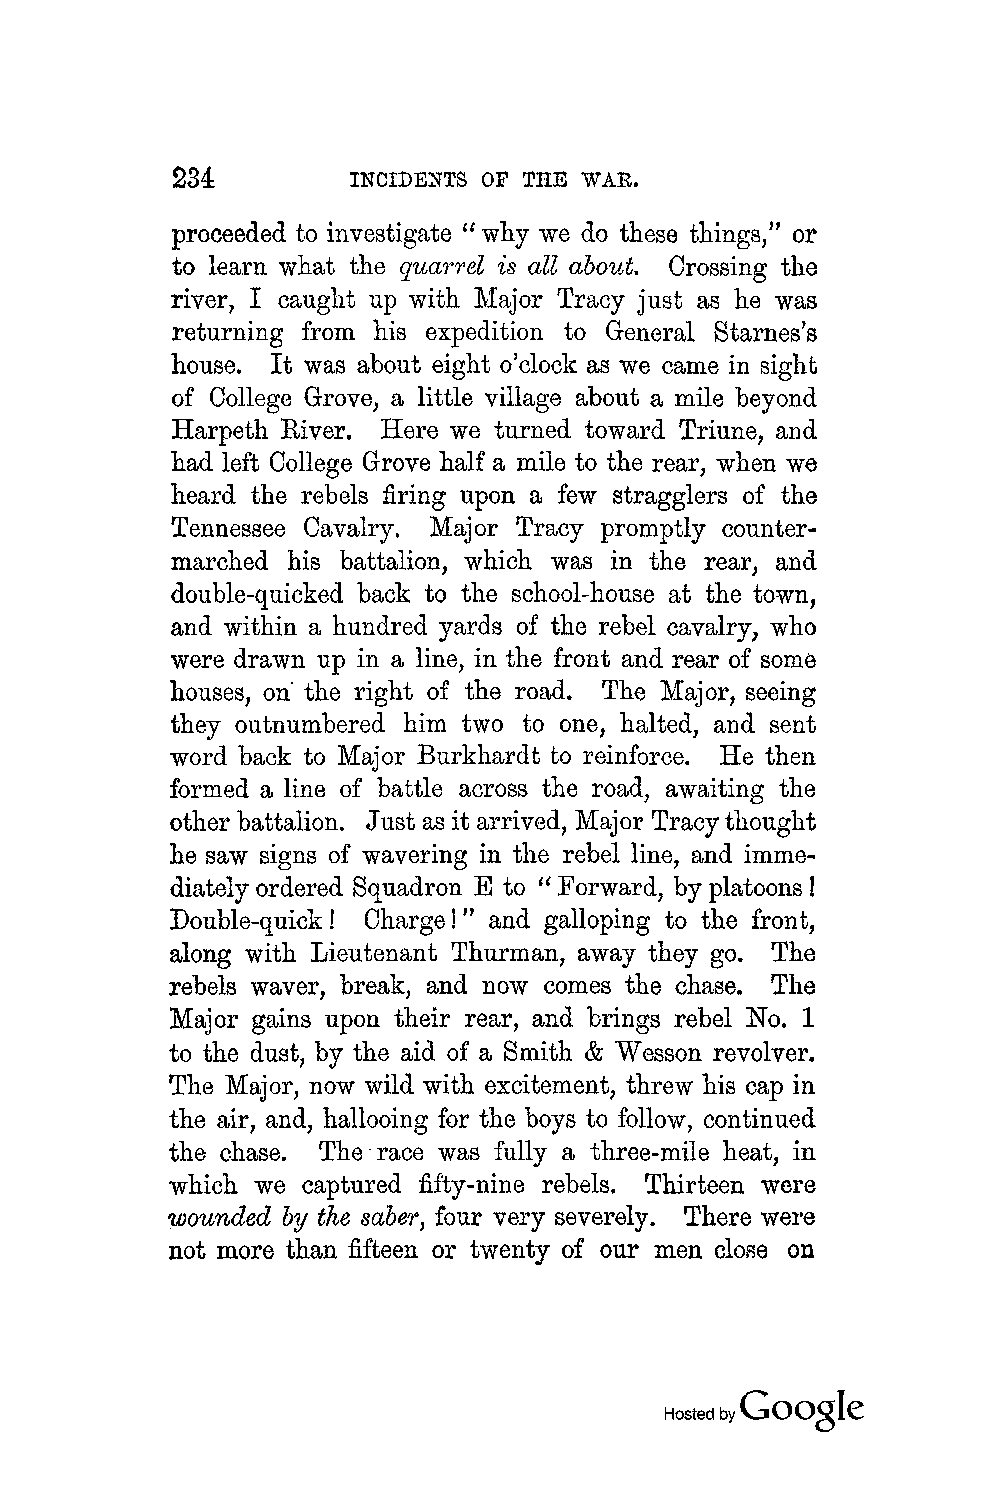 234 INCIDENTS OF THE WAR.
proceeded to investigate “why we do these things,” or
to learn what the quarrel is all about. Crossing the
river, I caught up with Major Tracy just as he was
returning from his expedition to General Starnes’s
house. It was about eight o’clock as we came in sight
of College Grove, a little village about a mile beyond
Harpeth River. Here we turned toward Triune, and
had left College Grove half a mile to the rear, when we
heard the rebels firing upon a few stragglers of the
Tennessee Cavalry. Major Tracy promptly counter-
marched his battalion, which was in the rear, and
double-quicked back to the school-house at the town,
and within a hundred yards of the rebel cavalry, who
were drawn up in a line, in the front and rear of some
houses, on the right of the road. The Major, seeing
they outnumbered him two to one, halted, and sent
word back to Major Burkhardt to reinforce. He then
formed a line of battle across the road, awaiting the
other battalion. Just as it arrived, Major Tracy thought
he saw signs of wavering in the rebel line, and imme-
diately ordered Squadron E to “Forward, by platoons!
Double-quick! Charge!” and galloping to the front,
along with Lieutenant Thurman, away they go. The
rebels waver, break, and now comes the chase. The
Major gains upon their rear, and brings rebel No. 1
to the dust, by the aid of a Smith & Wesson revolver.
The Major, now wild with excitement, threw his cap in
the air, and, hallooing for the boys to follow, continued
the chase. The race was fully a three-mile heat, in
which we captured fifty-nine rebels. Thirteen were
wounded by the saber, four very severely. There were
not more than fifteen or twenty of our men close on
Hosted by Google